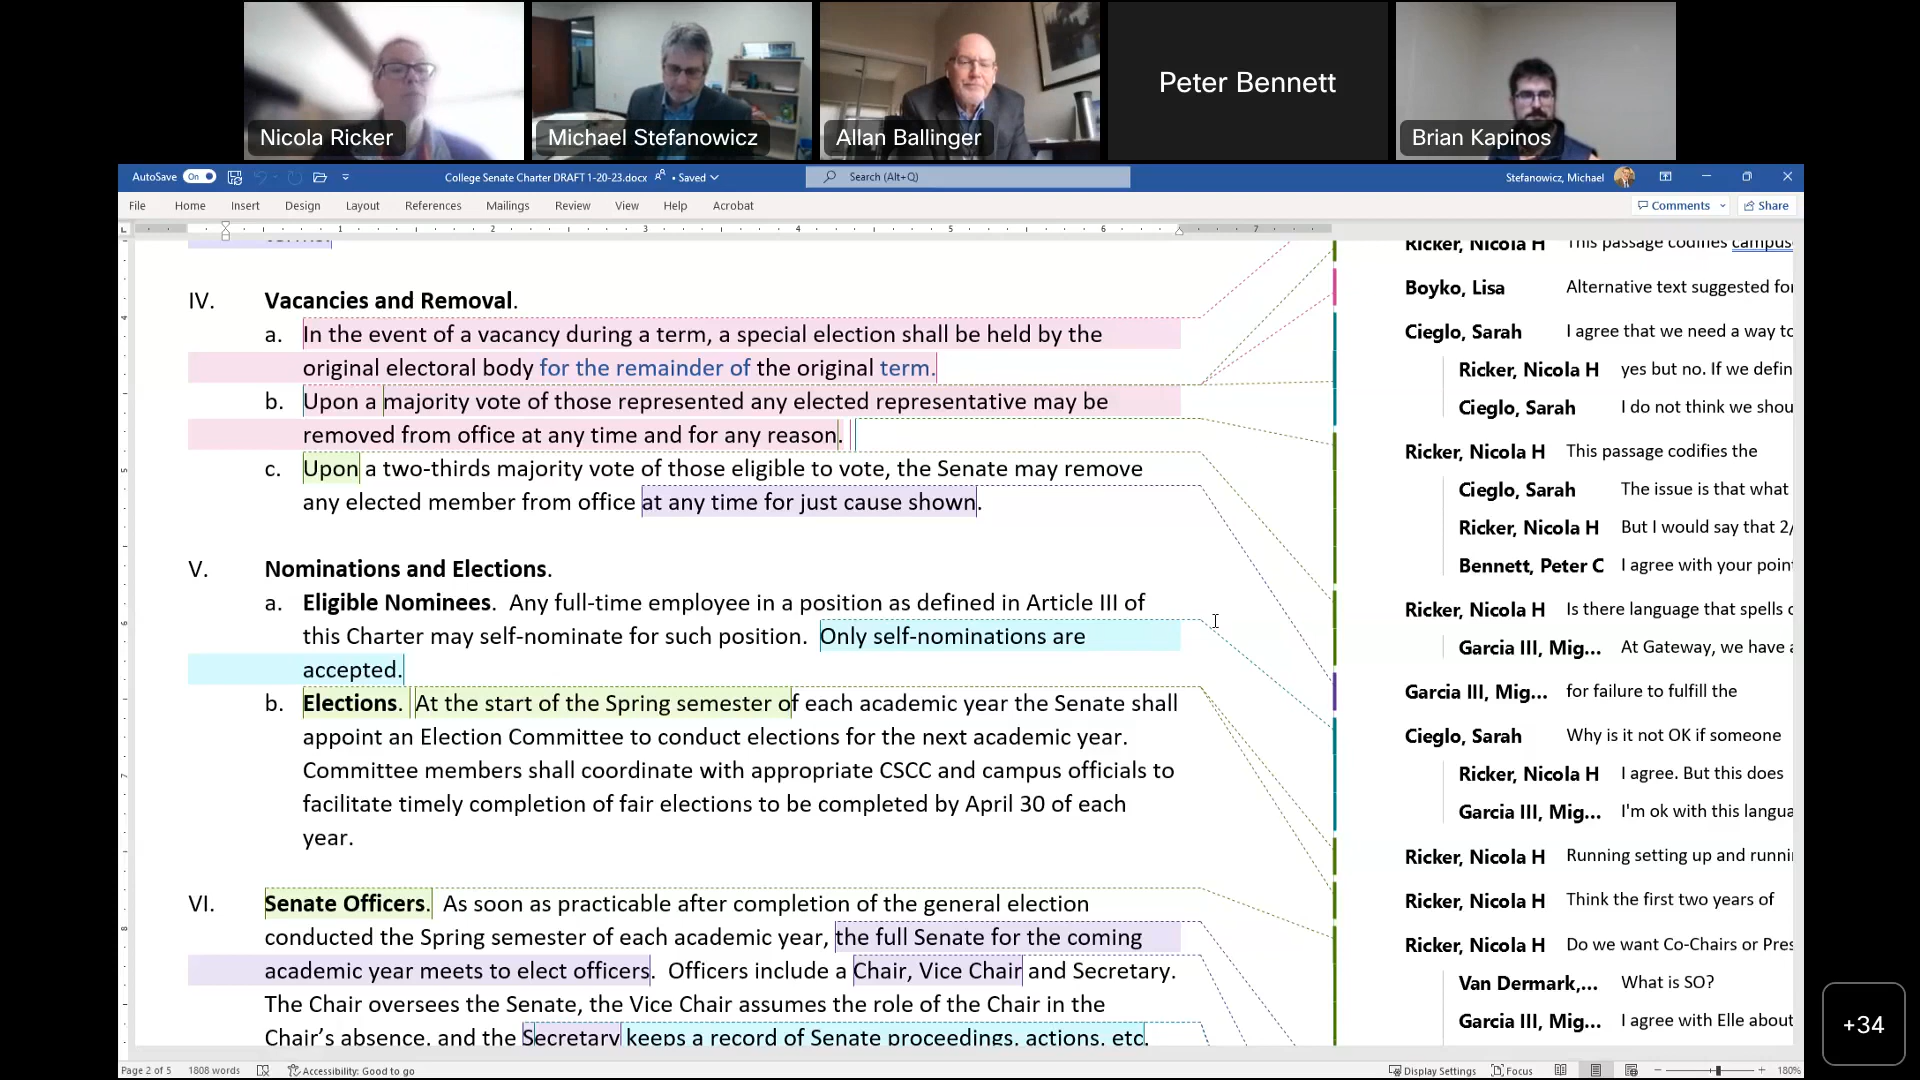 Nicola Ricker
Michael Stefanowicz
Allan Ballinger
Peter Bennett
Brian Kapinos
AutoSave On
College Senate Charter DRAFT 1-20-23.docx • Saved
Search (Alt+Q)
Stefanowicz, Michael
File Home Insert Design Layout References Mailings Review View Help Acrobat
Comments Share
1 2 3 4 5 6 7
IV. Vacancies and Removal.
a. In the event of a vacancy during a term, a special election shall be held by the
original electoral body for the remainder of the original term.
b. Upon a majority vote of those represented any elected representative may be
removed from office at any time and for any reason.
c. Upon a two-thirds majority vote of those eligible to vote, the Senate may remove
any elected member from office at any time for just cause shown.
V. Nominations and Elections.
a. Eligible Nominees. Any full-time employee in a position as defined in Article III of
this Charter may self-nominate for such position. Only self-nominations are
accepted.
b. Elections. At the start of the Spring semester of each academic year the Senate shall
appoint an Election Committee to conduct elections for the next academic year.
Committee members shall coordinate with appropriate CSCC and campus officials to
facilitate timely completion of fair elections to be completed by April 30 of each
year.
VI. Senate Officers. As soon as practicable after completion of the general election
conducted the Spring semester of each academic year, the full Senate for the coming
academic year meets to elect officers. Officers include a Chair, Vice Chair and Secretary.
The Chair oversees the Senate, the Vice Chair assumes the role of the Chair in the
Chair's absence, and the Secretary keeps a record of Senate proceedings, actions, etc.
Ricker, Nicola H This passage codifies campus
Boyko, Lisa Alternative text suggested for
Cieglo, Sarah I agree that we need a way to
Ricker, Nicola H yes but no. If we defin
Cieglo, Sarah I do not think we shou
Ricker, Nicola H This passage codifies the
Cieglo, Sarah The issue is that what
Ricker, Nicola H But I would say that 2/
Bennett, Peter C I agree with your poin
Ricker, Nicola H Is there language that spells
Garcia III, Mig... At Gateway, we have a
Garcia III, Mig... for failure to fulfill the
Cieglo, Sarah Why is it not OK if someone
Ricker, Nicola H I agree. But this does
Garcia III, Mig... I'm ok with this langua
Ricker, Nicola H Running setting up and runni
Ricker, Nicola H Think the first two years of
Ricker, Nicola H Do we want Co-Chairs or Pres
Van Dermark,... What is SO?
Garcia III, Mig... I agree with Elle about
+34
Page 2 of 5 1808 words Accessibility: Good to go
Display Settings Focus 180%